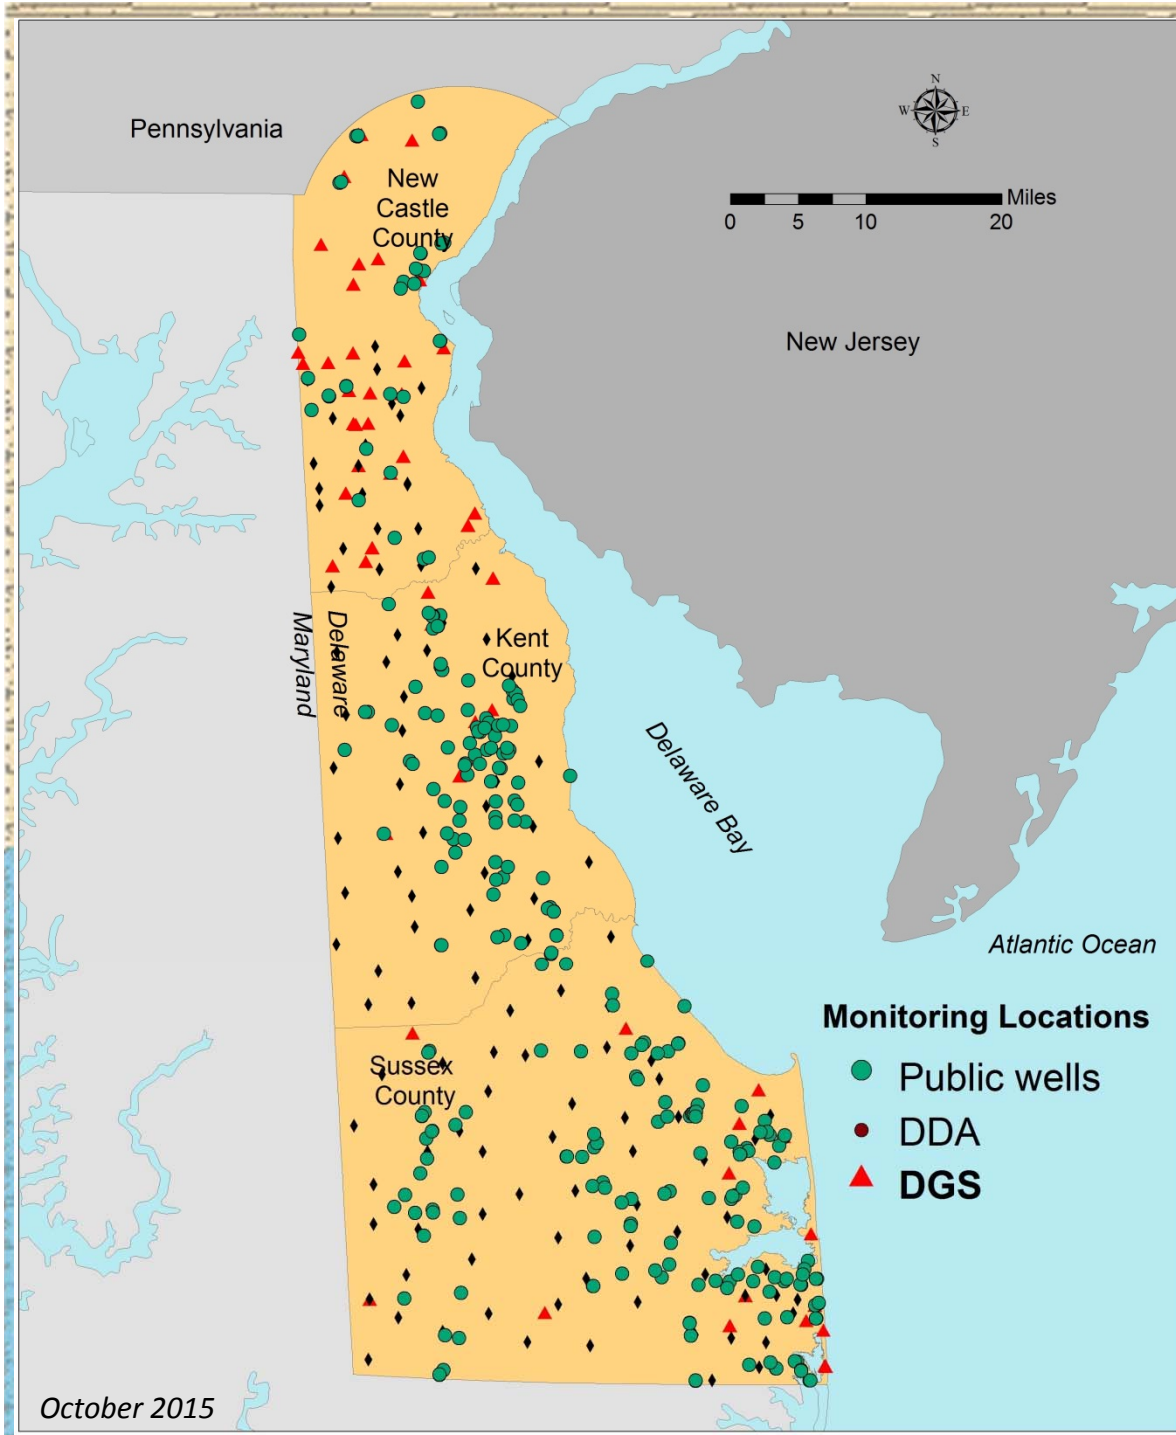 N
W E
S
Pennsylvania
New
Castle
County
Miles
0 5 10 20
New Jersey
Maryland
Delaware
Kent
County
Delaware Bay
Atlantic Ocean
Monitoring Locations
Public wells
DDA
DGS
Sussex
County
October 2015